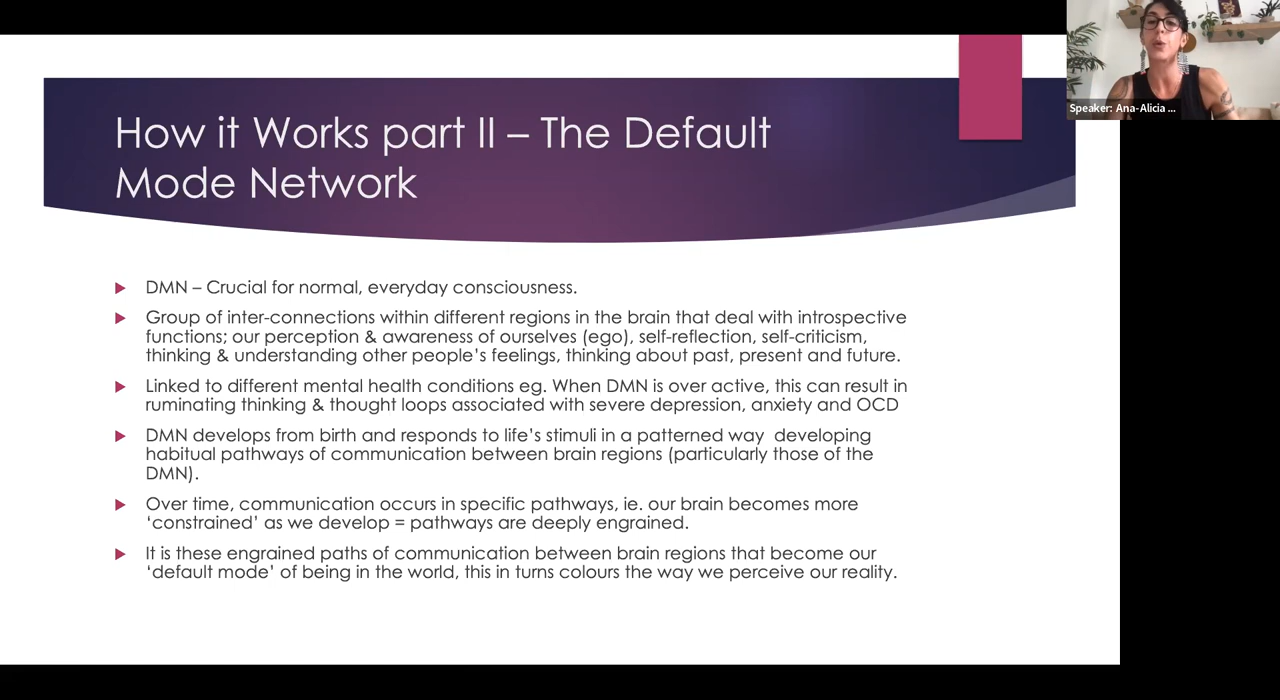 How it Works part II – The Default
Mode Network
DMN – Crucial for normal, everyday consciousness.
Group of inter-connections within different regions in the brain that deal with introspective
functions; our perception & awareness of ourselves (ego), self-reflection, self-criticism,
thinking & understanding other people’s feelings, thinking about past, present and future.
Linked to different mental health conditions eg. When DMN is over active, this can result in
ruminating thinking & thought loops associated with severe depression, anxiety and OCD
DMN develops from birth and responds to life’s stimuli in a patterned way  developing
habitual pathways of communication between brain regions (particularly those of the
DMN).
Over time, communication occurs in specific pathways, ie. our brain becomes more
‘constrained’ as we develop = pathways are deeply engrained.
It is these engrained paths of communication between brain regions that become our
‘default mode’ of being in the world, this in turns colours the way we perceive our reality.
Speaker: Ana-Alicia ...